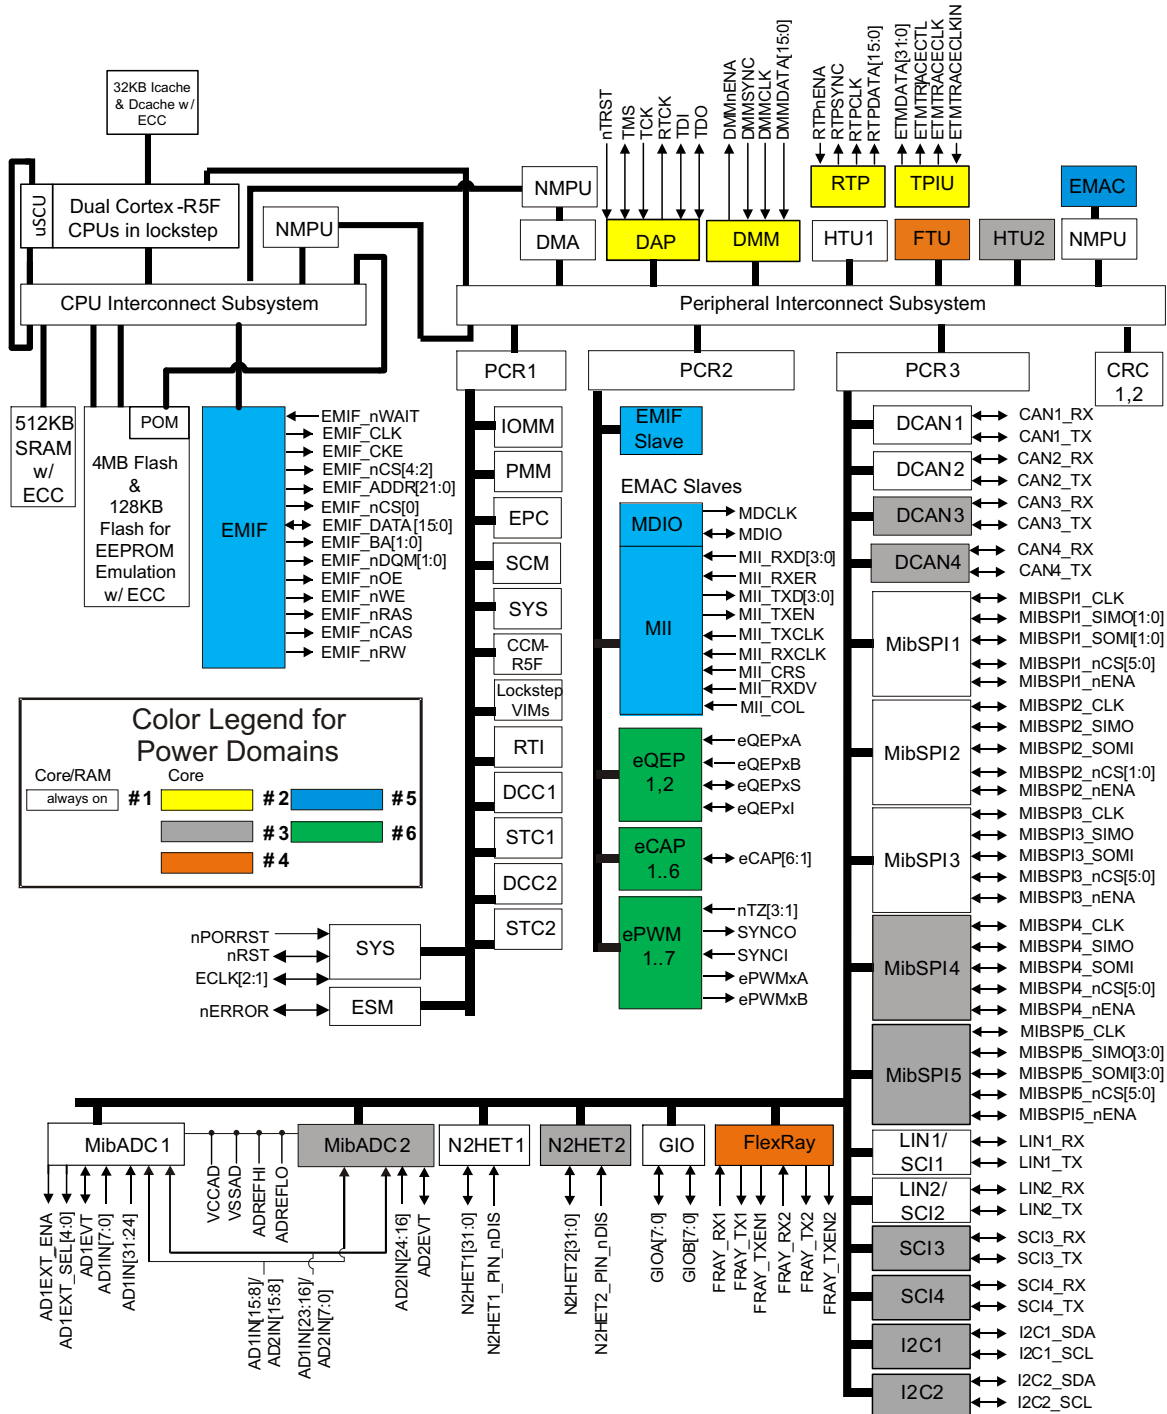 32KB Icache
& Dcache w/
ECC
uSCU
Dual Cortex-R5F
CPUs in lockstep
NMPU
NMPU
DMA
nTRST
TMS
TCK
RTCK
TDI
TDO
DAP
DMMnENA
DMMSYNC
DMMCLK
DMMDATA[15:0]
DMM
RTPnENA
RTPSYNC
RTPCLK
RTPDATA[15:0]
RTP
HTU1
ETMDATA[31:0]
ETMTRACECTL
ETMTRACECLK
ETMTRACECLKIN
TPIU
FTU
HTU2
EMAC
NMPU
CPU Interconnect Subsystem
Peripheral Interconnect Subsystem
PCR1
PCR2
PCR3
CRC
1,2
512KB
SRAM
w/
ECC
POM
4MB Flash
&
128KB
Flash for
EEPROM
Emulation
w/ ECC
EMIF
EMIF_nWAIT
EMIF_CLK
EMIF_CKE
EMIF_nCS[4:2]
EMIF_ADDR[21:0]
EMIF_nCS[0]
EMIF_DATA[15:0]
EMIF_BA[1:0]
EMIF_nDQM[1:0]
EMIF_nOE
EMIF_nWE
EMIF_nRAS
EMIF_nCAS
EMIF_nRW
IOMM
PMM
EPC
SCM
SYS
CCM-
R5F
Lockstep
VIMs
RTI
DCC1
STC1
DCC2
STC2
EMIF
Slave
EMAC Slaves
MDIO
MDCLK
MDIO
MII
MII_RXD[3:0]
MII_RXER
MII_TXD[3:0]
MII_TXEN
MII_TXCLK
MII_RXCLK
MII_CRS
MII_RXDV
MII_COL
eQEP
1,2
eQEPxA
eQEPxB
eQEPxS
eQEPxI
eCAP
1..6
eCAP[6:1]
ePWM
1..7
nTZ[3:1]
SYNCO
SYNCI
ePWMxA
ePWMxB
DCAN1
CAN1_RX
CAN1_TX
DCAN2
CAN2_RX
CAN2_TX
DCAN3
CAN3_RX
CAN3_TX
DCAN4
CAN4_RX
CAN4_TX
MibSPI1
MIBSPI1_CLK
MIBSPI1_SIMO[1:0]
MIBSPI1_SOMI[1:0]
MIBSPI1_nCS[5:0]
MIBSPI1_nENA
MibSPI2
MIBSPI2_CLK
MIBSPI2_SIMO
MIBSPI2_SOMI
MIBSPI2_nCS[1:0]
MIBSPI2_nENA
MibSPI3
MIBSPI3_CLK
MIBSPI3_SIMO
MIBSPI3_SOMI
MIBSPI3_nCS[5:0]
MIBSPI3_nENA
MibSPI4
MIBSPI4_CLK
MIBSPI4_SIMO
MIBSPI4_SOMI
MIBSPI4_nCS[5:0]
MIBSPI4_nENA
MibSPI5
MIBSPI5_CLK
MIBSPI5_SIMO[3:0]
MIBSPI5_SOMI[3:0]
MIBSPI5_nCS[5:0]
MIBSPI5_nENA
LIN1/
SCI1
LIN1_RX
LIN1_TX
LIN2/
SCI2
LIN2_RX
LIN2_TX
SCI3
SCI3_RX
SCI3_TX
SCI4
SCI4_RX
SCI4_TX
I2C1
I2C1_SDA
I2C1_SCL
I2C2
I2C2_SDA
I2C2_SCL
Color Legend for
Power Domains
Core/RAM
Core
always on
#1
#2
#5
#3
#6
#4
nPORRST
nRST
ECLK[2:1]
SYS
nERROR
ESM
MibADC1
MibADC2
N2HET1
N2HET2
GIO
FlexRay
AD1EXT_ENA
AD1EXT_SEL[4:0]
AD1EVT
AD1IN[7:0]
AD1IN[31:24]
VCCAD
VSSAD
ADREFHI
ADREFLO
AD1IN[15:8]/
AD2IN[15:8]
AD1IN[23:16]/
AD2IN[7:0]
AD2IN[24:16]
AD2EVT
N2HET1[31:0]
N2HET1_PIN_nDIS
N2HET2[31:0]
N2HET2_PIN_nDIS
GIOA[7:0]
GIOB[7:0]
FRAY_RX1
FRAY_TX1
FRAY_TXEN1
FRAY_RX2
FRAY_TX2
FRAY_TXEN2